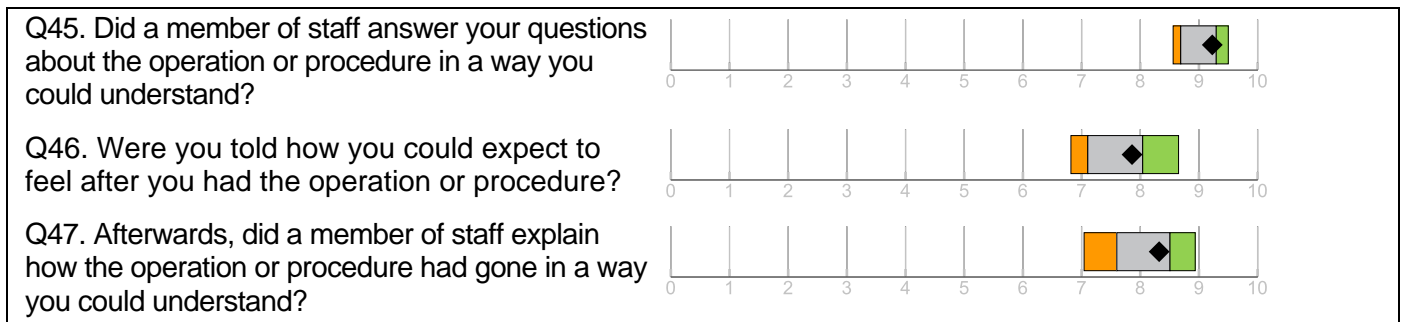 Q45. Did a member of staff answer your questions
about the operation or procedure in a way you
could understand?
0 1 2 3 4 5 6 7 8 9 10
Q46. Were you told how you could expect to
feel after you had the operation or procedure?
0 1 2 3 4 5 6 7 8 9 10
Q47. Afterwards, did a member of staff explain
how the operation or procedure had gone in a way
you could understand?
0 1 2 3 4 5 6 7 8 9 10